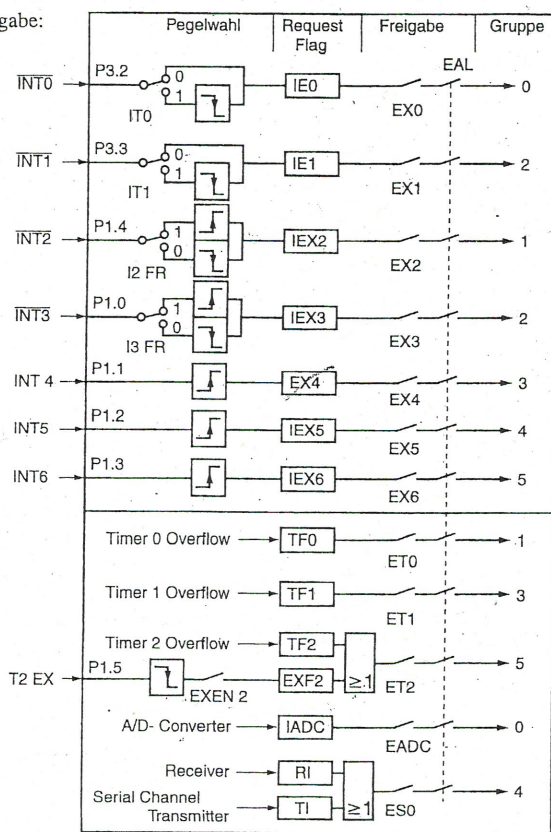 gabe:
Pegelwahl Request Flag Freigabe Gruppe
EAL
INT0 P3.2 0 1 IT0 IE0 EX0 0
INT1 P3.3 0 1 IT1 IE1 EX1 2
INT2 P1.4 1 0 I2 FR IEX2 EX2 1
INT3 P1.0 1 0 I3 FR IEX3 EX3 2
INT 4 P1.1 EX4 EX4 3
INT5 P1.2 IEX5 EX5 4
INT6 P1.3 IEX6 EX6 5
Timer 0 Overflow TF0 ET0 1
Timer 1 Overflow TF1 ET1 3
Timer 2 Overflow TF2
T2 EX P1.5 EXEN 2 EXF2 ≥1 ET2 5
A/D- Converter IADC EADC 0
Receiver RI
Serial Channel Transmitter TI ≥1 ES0 4